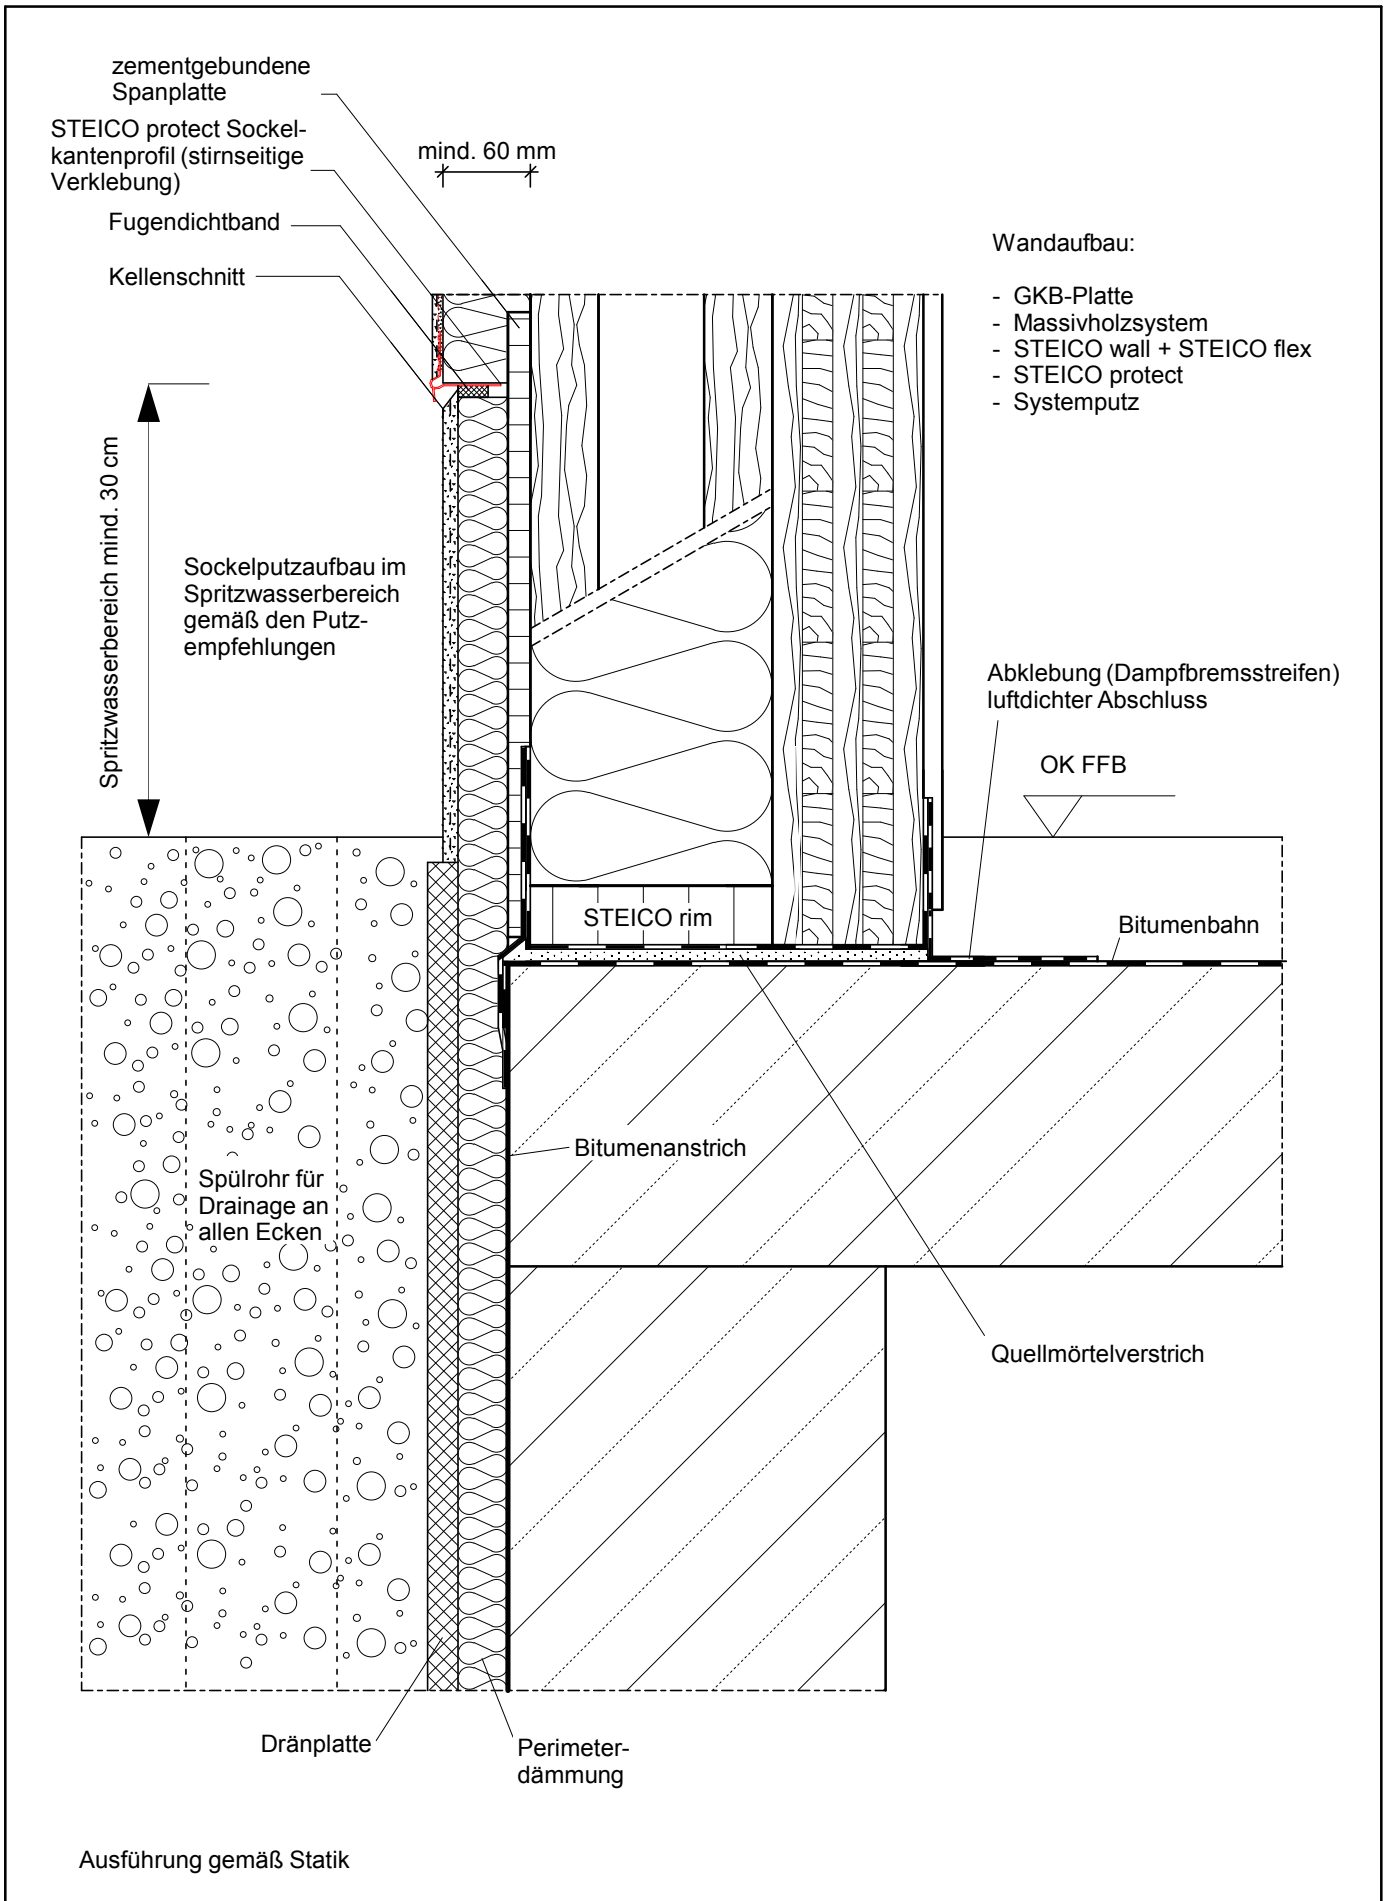 zementgebundene
Spanplatte
STEICO protect Sockel-
kantenprofil (stirnseitige
Verklebung)
Fugendichtband
Kellenschnitt
mind. 60 mm
Wandaufbau:
- GKB-Platte
- Massivholzsystem
- STEICO wall + STEICO flex
- STEICO protect
- Systemputz
Spritzwasserbereich mind. 30 cm
Sockelputzaufbau im
Spritzwasserbereich
gemäß den Putz-
empfehlungen
Abklebung (Dampfbremsstreifen)
luftdichter Abschluss
OK FFB
STEICO rim
Bitumenbahn
Bitumenanstrich
Spülrohr für
Drainage an
allen Ecken
Quellmörtelverstrich
Dränplatte
Perimeter-
dämmung
Ausführung gemäß Statik